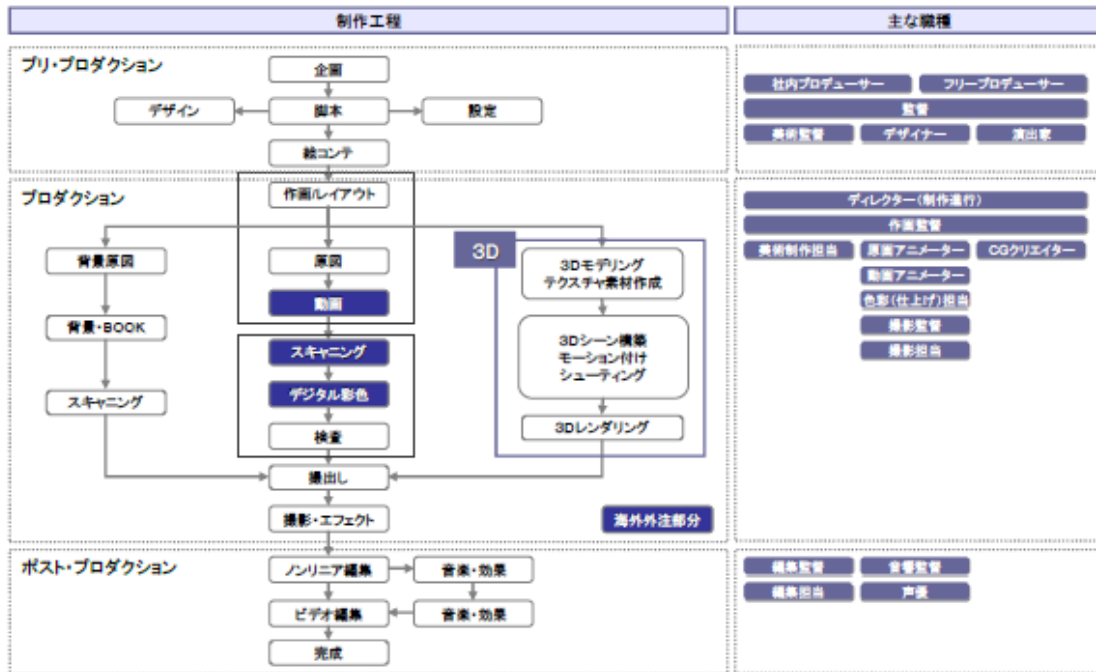 制作工程
主な職種
プリ・プロダクション
企画
デザイン
脚本
設定
絵コンテ
社内プロデューサー
フリープロデューサー
監督
美術監督
デザイナー
演出家
プロダクション
作画/レイアウト
背景原図
原図
動画
背景・BOOK
スキャニング
スキャニング
デジタル彩色
検査
3D
3Dモデリング
テクスチャ素材作成
3Dシーン構築
モーション付け
シューティング
3Dレンダリング
撮出し
撮影・エフェクト
海外外注部分
ディレクター(制作進行)
作画監督
美術制作担当
原画アニメーター
CGクリエイター
動画アニメーター
色彩(仕上げ)担当
撮影監督
撮影担当
ポスト・プロダクション
ノンリニア編集
音楽・効果
ビデオ編集
音楽・効果
完成
編集監督
音響監督
編集担当
声優